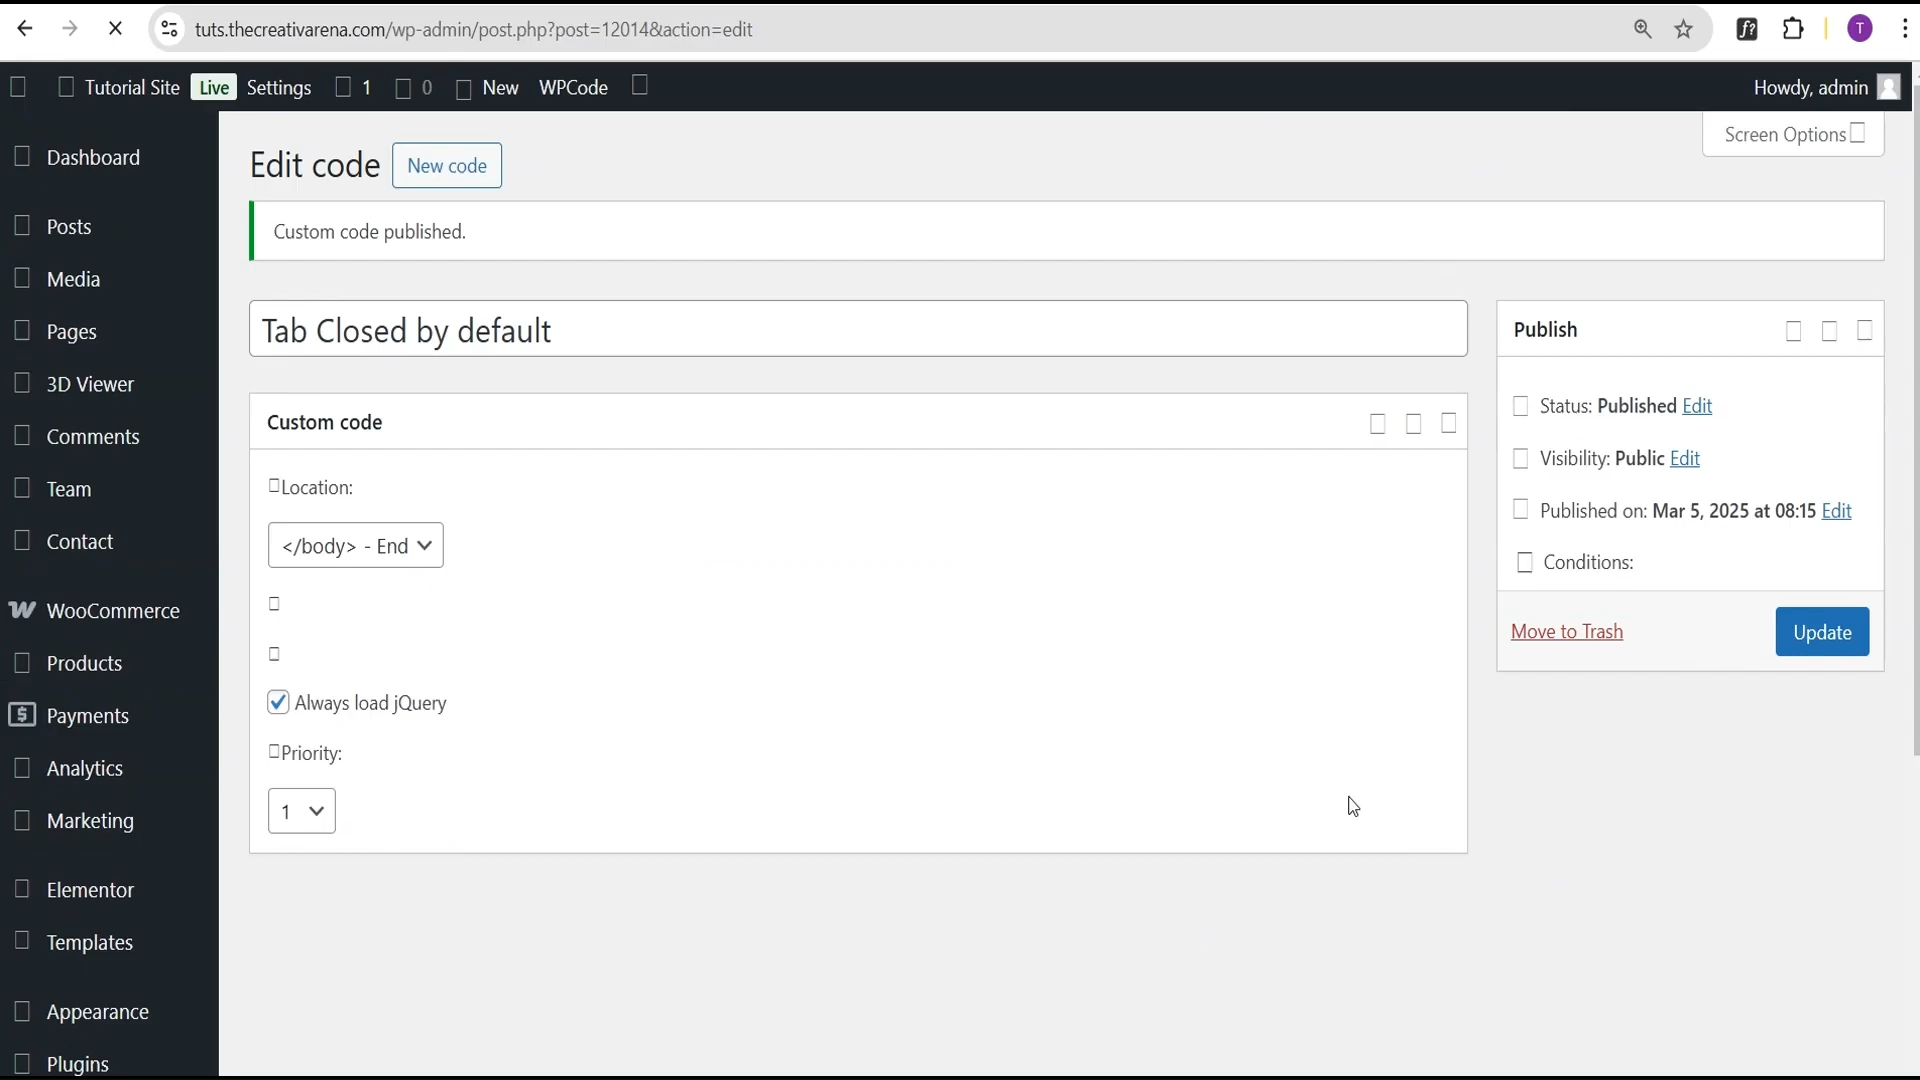 tuts.thecreativarena.com/wp-admin/post.php?post=12014&action=edit
T
Tutorial Site Live Settings 1 0 New WPCode
Howdy, admin
Screen Options
Dashboard
Posts
Media
Pages
3D Viewer
Comments
Team
Contact
WooCommerce
Products
Payments
Analytics
Marketing
Elementor
Templates
Appearance
Plugins
Edit code New code
Custom code published.
Tab Closed by default
Custom code
Location:
</body> - End
Always load jQuery
Priority:
1
Publish
Status: Published Edit
Visibility: Public Edit
Published on: Mar 5, 2025 at 08:15 Edit
Conditions:
Move to Trash Update